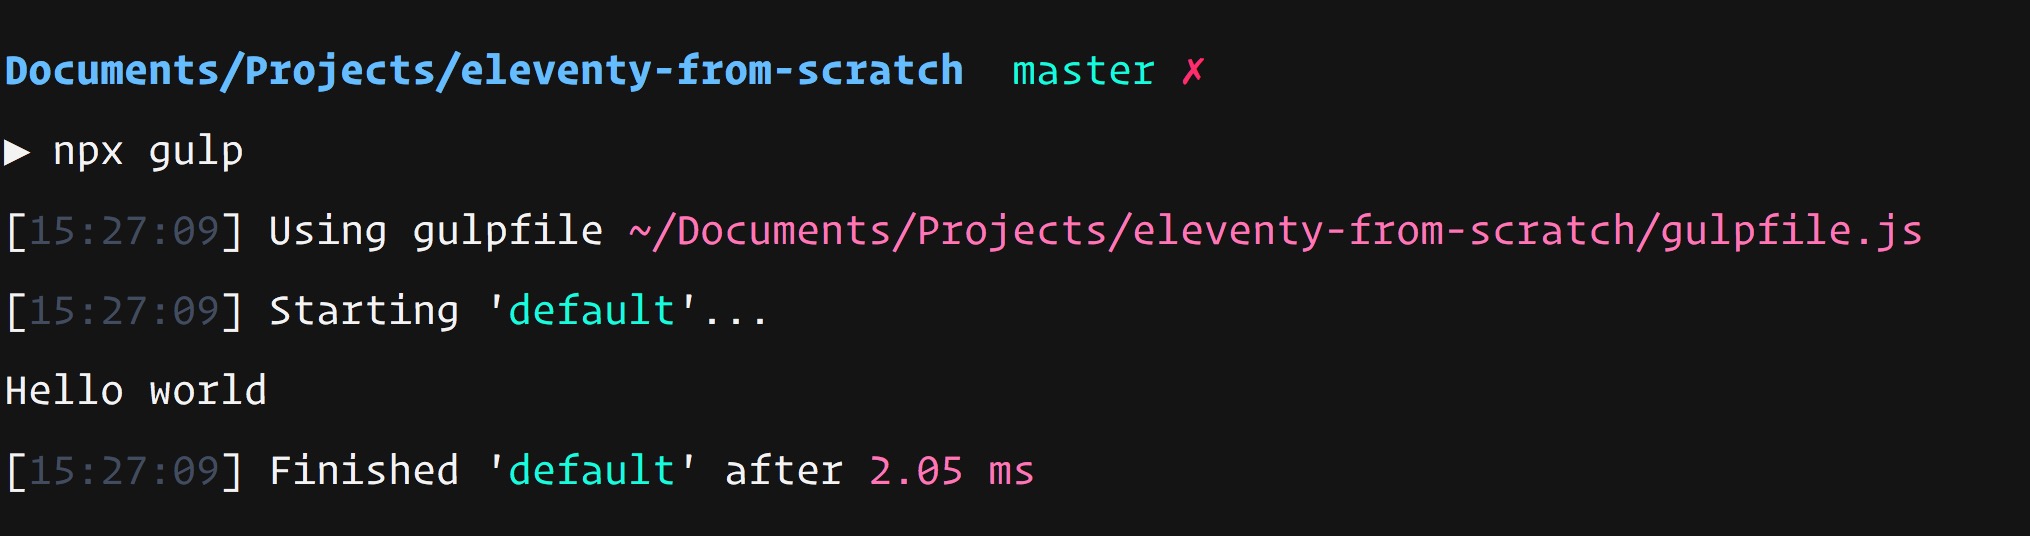 Documents/Projects/eleventy-from-scratch  master ✗
▶ npx gulp
[15:27:09] Using gulpfile ~/Documents/Projects/eleventy-from-scratch/gulpfile.js
[15:27:09] Starting 'default'...
Hello world
[15:27:09] Finished 'default' after 2.05 ms